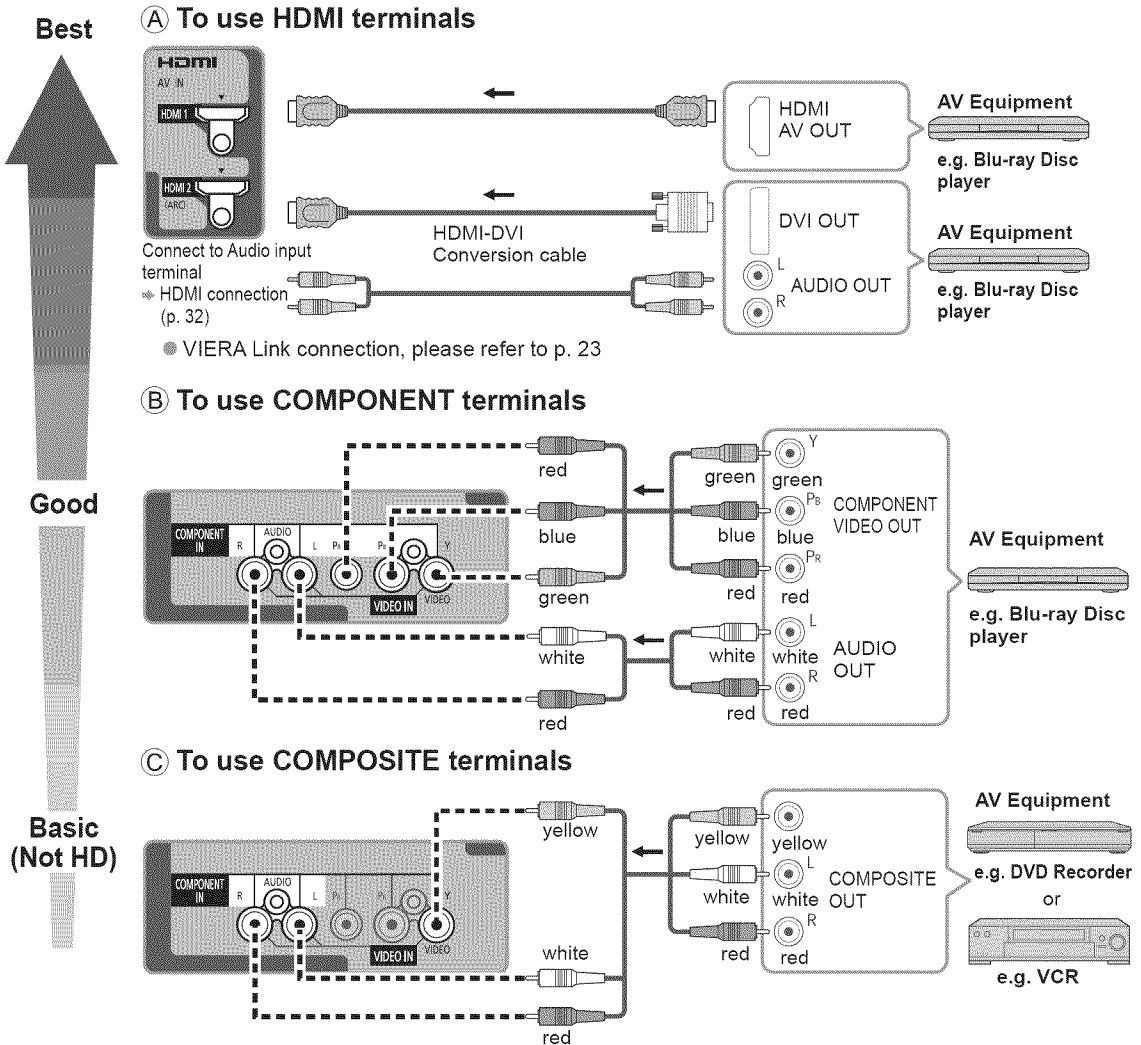 Best
Ⓐ To use HDMI terminals
HDMI
AV IN
HDMI 1
HDMI 2
(ARC)
HDMI
AV OUT
AV Equipment
e.g. Blu-ray Disc
player
HDMI-DVI
Conversion cable
DVI OUT
L
R
AUDIO OUT
AV Equipment
e.g. Blu-ray Disc
player
Connect to Audio input
terminal
HDMI connection
(p. 32)
● VIERA Link connection, please refer to p. 23
Ⓑ To use COMPONENT terminals
Good
COMPONENT
IN
R
AUDIO
L
PR
PB
Y
VIDEO IN
VIDEO
red
blue
green
white
red
green
blue
red
white
red
Y
green
PB
blue
PR
red
COMPONENT
VIDEO OUT
L
white
R
red
AUDIO
OUT
AV Equipment
e.g. Blu-ray Disc
player
Ⓒ To use COMPOSITE terminals
Basic
(Not HD)
COMPONENT
IN
R
AUDIO
L
PR
PB
Y
VIDEO IN
VIDEO
yellow
white
red
yellow
white
red
yellow
L
white
R
red
COMPOSITE
OUT
AV Equipment
e.g. DVD Recorder
or
e.g. VCR